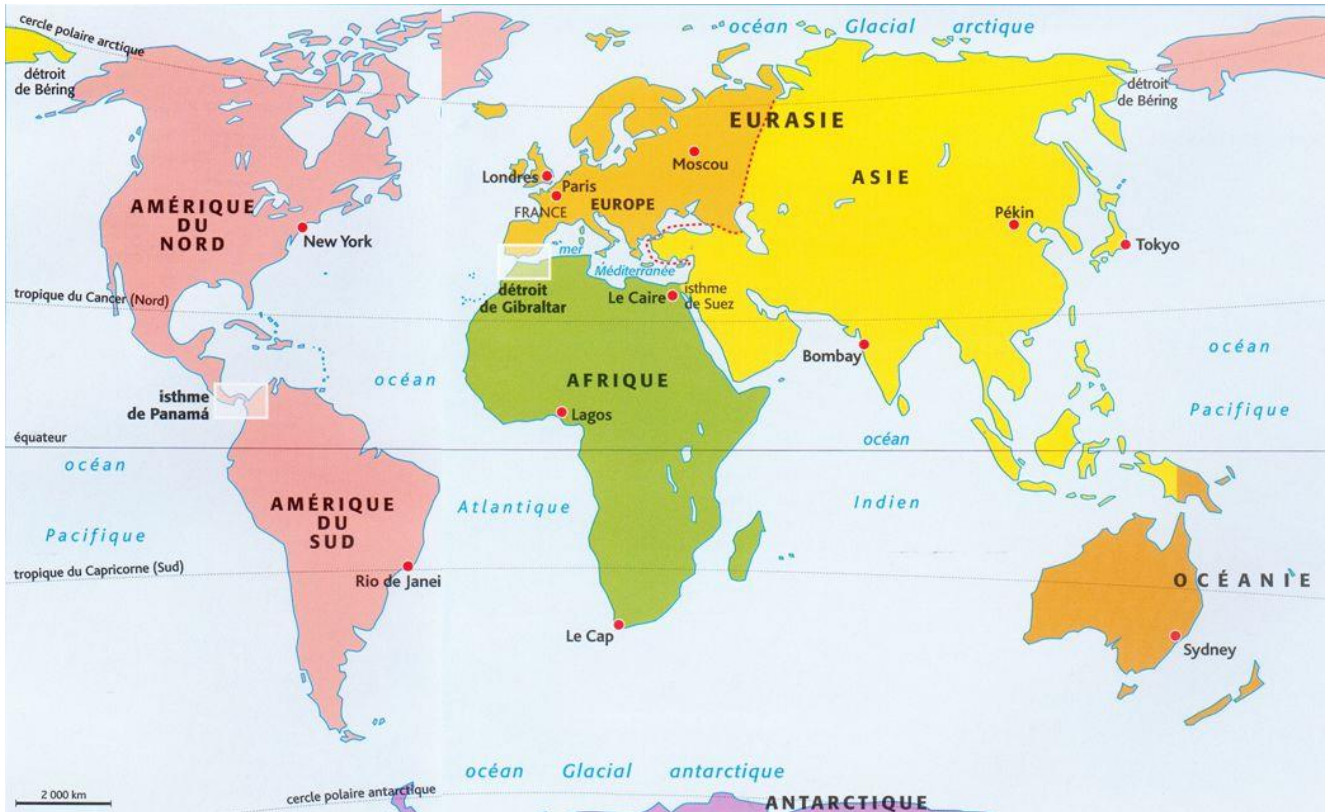 cercle polaire arctique
océan Glacial arctique
détroit
de Béring
détroit
de Béring
EURASIE
Moscou
ASIE
Londres
Paris
AMÉRIQUE
DU
NORD
FRANCE
EUROPE
Pékin
New York
Tokyo
mer
Méditerranée
tropique du Cancer (Nord)
détroit
de Gibraltar
Le Caire
isthme
de Suez
Bombay
océan
Pacifique
océan
AFRIQUE
isthme
de Panamá
Lagos
équateur
océan
Pacifique
océan
Indien
AMÉRIQUE
DU
SUD
Atlantique
tropique du Capricorne (Sud)
Rio de Janei
OCÉANIE
Le Cap
Sydney
océan Glacial antarctique
2 000 km
cercle polaire antarctique
ANTARCTIQUE